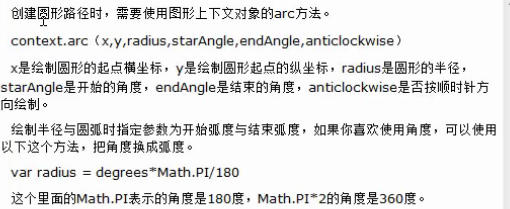 创建圆形路径时，需要使用图形上下文对象的arc方法。
context.arc（x,y,radius,starAngle,endAngle,anticlockwise）
x是绘制圆形的起点横坐标，y是绘制圆形起点的纵坐标，radius是圆形的半径，
starAngle是开始的角度，endAngle是结束的角度，anticlockwise是否按顺时针方
向绘制。
绘制半径与圆弧时指定参数为开始弧度与结束弧度，如果你喜欢使用角度，可以使用
以下这个方法，把角度换成弧度。
var radius = degrees*Math.PI/180
这个里面的Math.PI表示的角度是180度，Math.PI*2的角度是360度。